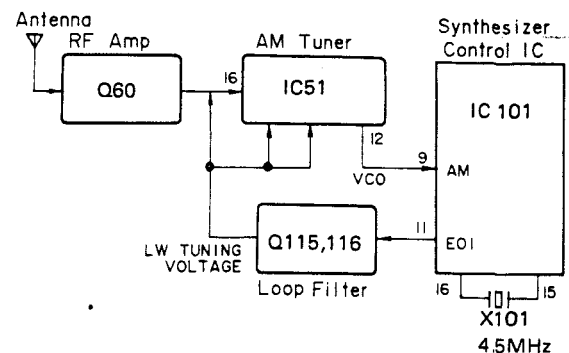 Antenna
RF Amp
AM Tuner
Synthesizer
Control IC
Q60
16
IC51
IC 101
12
9
AM
VCO
11
EO1
Q115,116
LW TUNING
VOLTAGE
Loop Filter
16
15
X101
4.5MHz